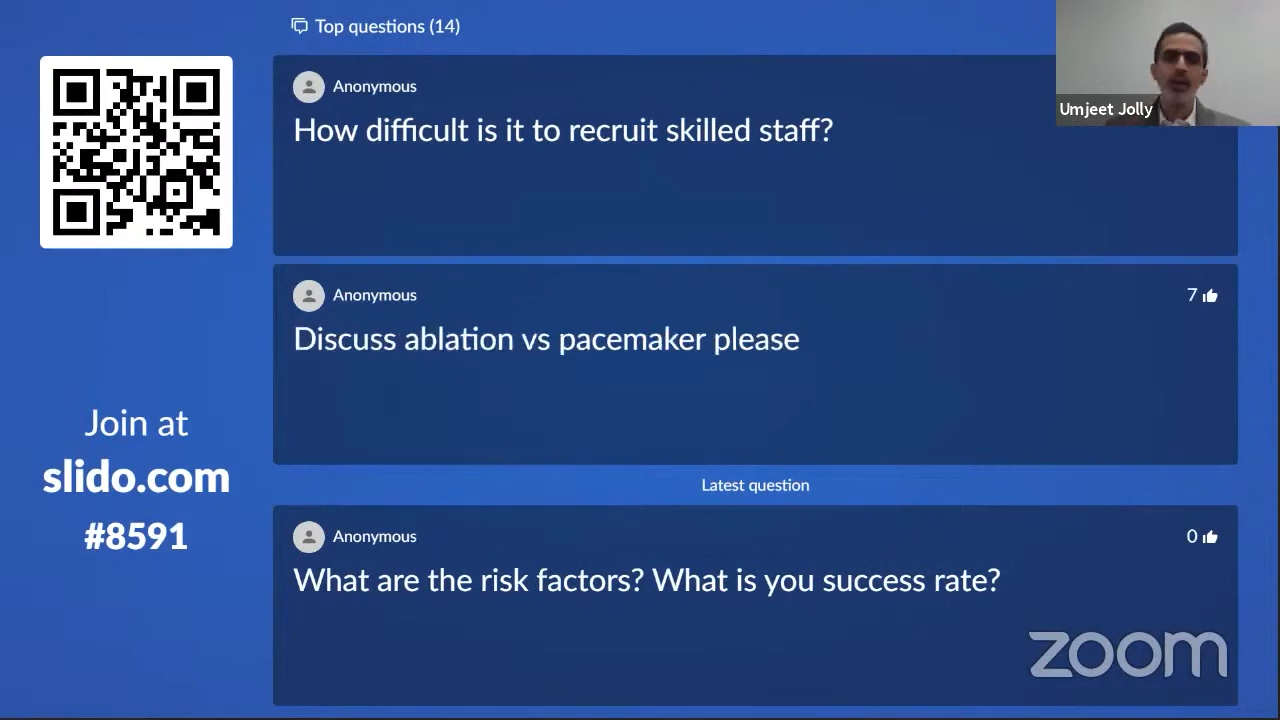 Top questions (14)
Anonymous
How difficult is it to recruit skilled staff?
Umjeet Jolly
Anonymous
7
Discuss ablation vs pacemaker please
Join at
slido.com
#8591
Latest question
Anonymous
0
What are the risk factors? What is you success rate?
zoom